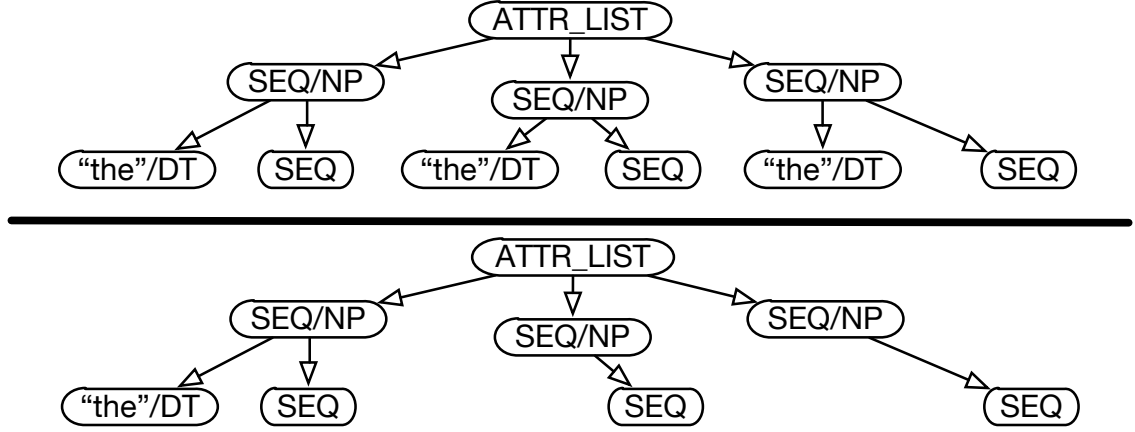 ATTR_LIST
SEQ/NP SEQ/NP SEQ/NP
“the”/DT SEQ “the”/DT SEQ “the”/DT SEQ
ATTR_LIST
SEQ/NP SEQ/NP SEQ/NP
“the”/DT SEQ SEQ SEQ